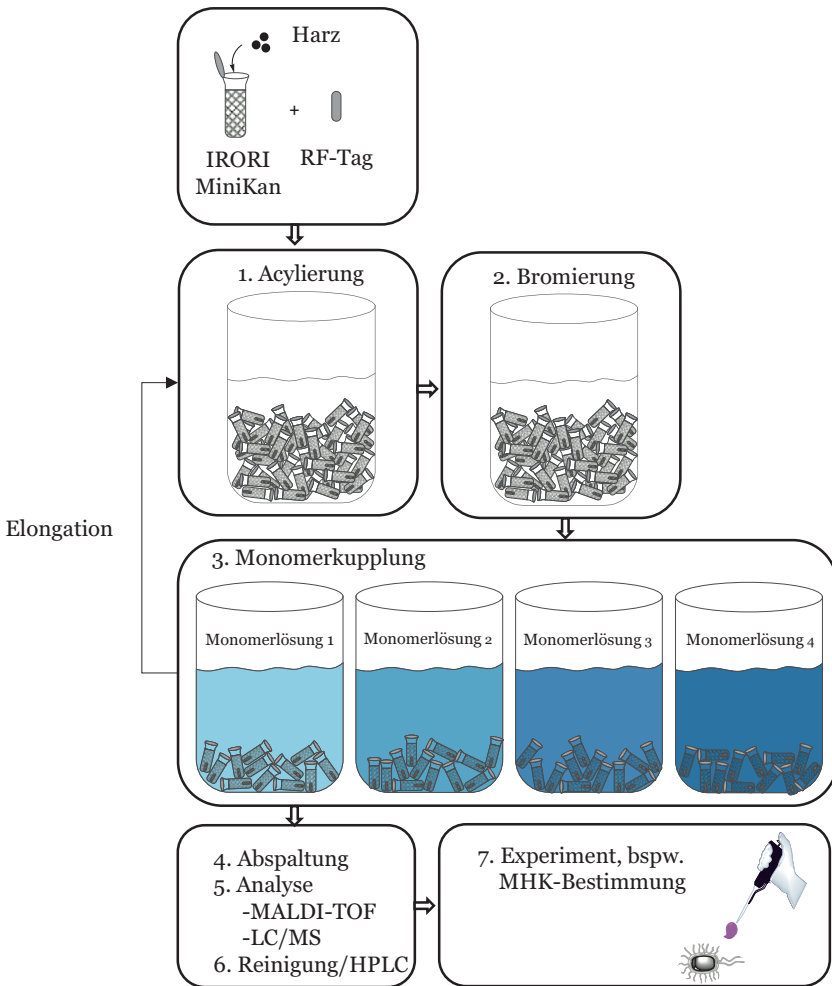 Harz
+
IRORI
MiniKan
RF-Tag
1. Acylierung
2. Bromierung
Elongation
3. Monomerkupplung
Monomerlösung 1
Monomerlösung 2
Monomerlösung 3
Monomerlösung 4
4. Abspaltung
5. Analyse
-MALDI-TOF
-LC/MS
6. Reinigung/HPLC
7. Experiment, bspw.
MHK-Bestimmung